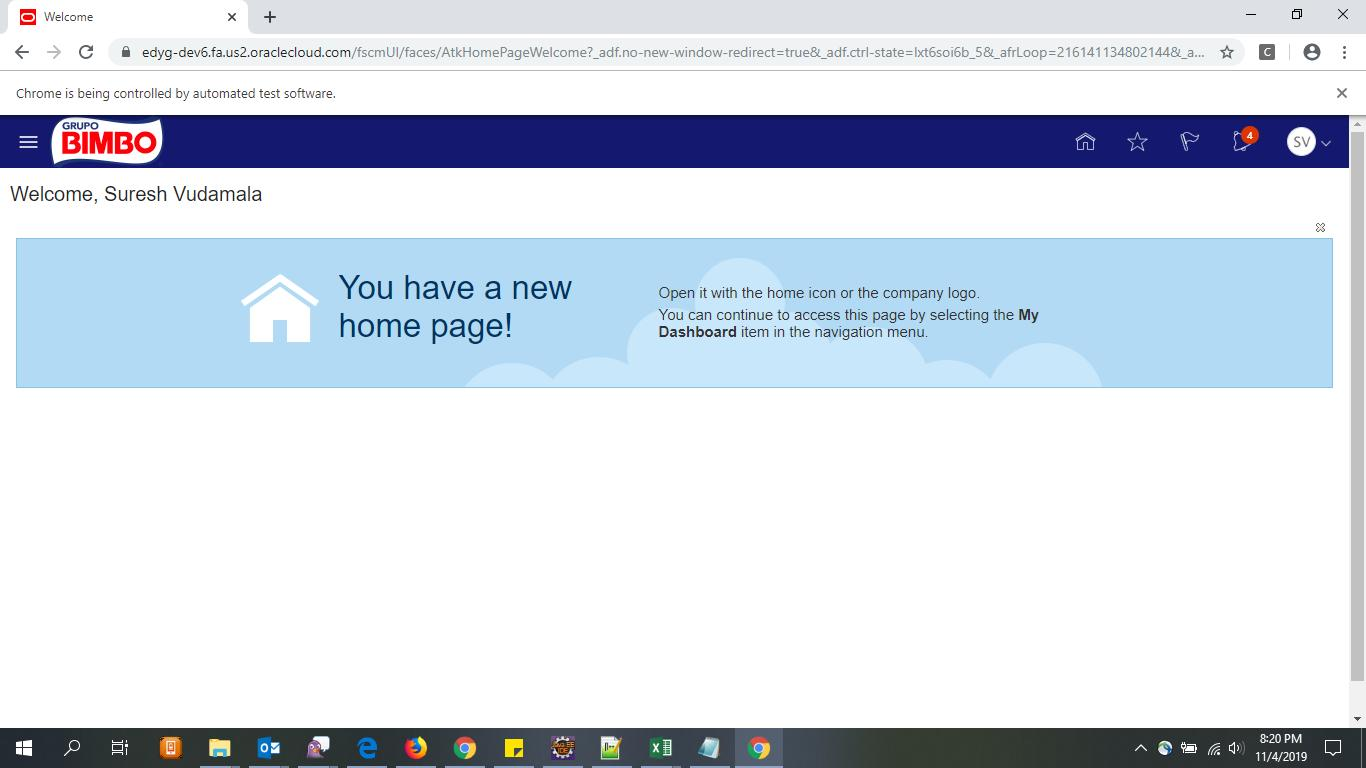 Welcome
edyg-dev6.fa.us2.oraclecloud.com/fscmUI/faces/AtkHomePageWelcome?_adf.no-new-window-redirect=true&_adf.ctrl-state=lxt6soi6b_5&_afrLoop=216141134802144&_a...
C
Chrome is being controlled by automated test software.
GRUPO
BIMBO
4
SV
Welcome, Suresh Vudamala
You have a new
home page!
Open it with the home icon or the company logo.
You can continue to access this page by selecting the My
Dashboard item in the navigation menu.
8:20 PM
11/4/2019